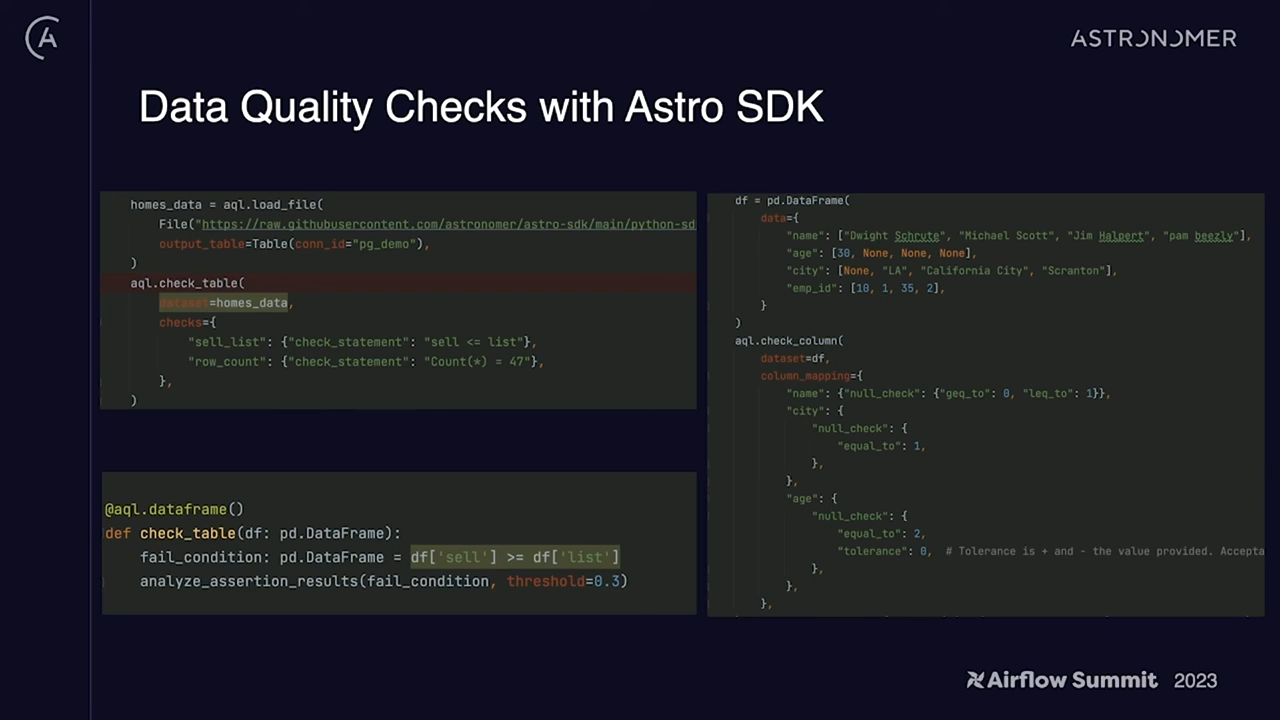 ASTRONOMER
Data Quality Checks with Astro SDK
homes_data = aql.load_file(
File("https://raw.githubusercontent.com/astronomer/astro-sdk/main/python-sd
output_table=Table(conn_id="pg_demo"),
)
aql.check_table(
dataset=homes_data,
checks={
"sell_list": {"check_statement": "sell <= list"},
"row_count": {"check_statement": "Count(*) = 47"},
},
)
@aql.dataframe()
def check_table(df: pd.DataFrame):
fail_condition: pd.DataFrame = df['sell'] >= df['list']
analyze_assertion_results(fail_condition, threshold=0.3)
df = pd.DataFrame(
data={
"name": ["Dwight Schrute", "Michael Scott", "Jim Halpert", "pam beezly"],
"age": [30, None, None, None],
"city": [None, "LA", "California City", "Scranton"],
"emp_id": [10, 1, 35, 2],
}
)
aql.check_column(
dataset=df,
column_mapping={
"name": {"null_check": {"geq_to": 0, "leq_to": 1}},
"city": {
"null_check": {
"equal_to": 1,
},
},
"age": {
"null_check": {
"equal_to": 2,
"tolerance": 0, # Tolerance is + and - the value provided. Accepta
},
},
},
Airflow Summit 2023